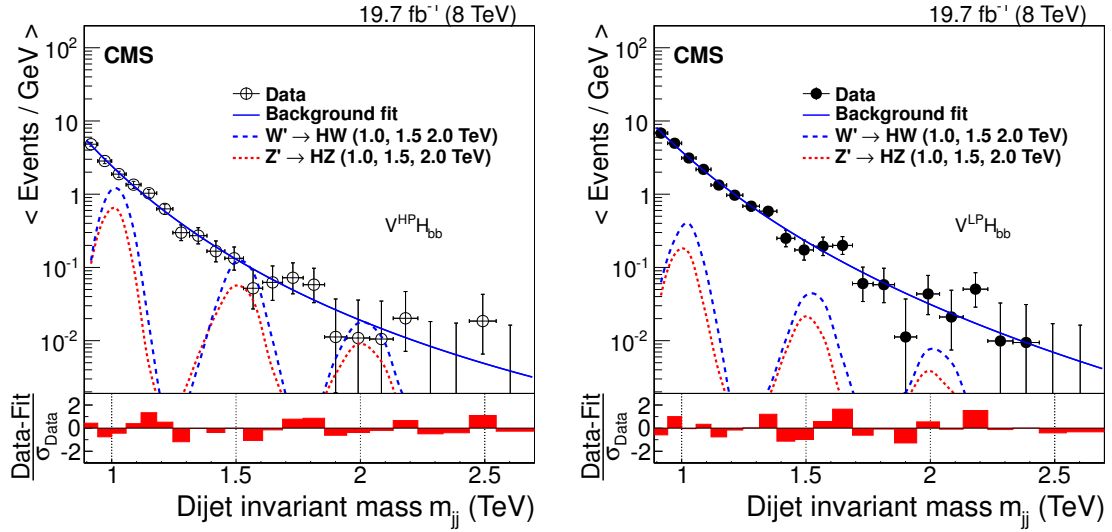 19.7 fb⁻¹ (8 TeV)
CMS
< Events / GeV >
10²
10
1
10⁻¹
10⁻²
Data
Background fit
W' → HW (1.0, 1.5 2.0 TeV)
Z' → HZ (1.0, 1.5, 2.0 TeV)
V^HP H_bb
Data-Fit
σ_Data
2
0
-2
1
1.5
2
2.5
Dijet invariant mass m_jj (TeV)
19.7 fb⁻¹ (8 TeV)
CMS
< Events / GeV >
10²
10
1
10⁻¹
10⁻²
Data
Background fit
W' → HW (1.0, 1.5 2.0 TeV)
Z' → HZ (1.0, 1.5, 2.0 TeV)
V^LP H_bb
Data-Fit
σ_Data
2
0
-2
1
1.5
2
2.5
Dijet invariant mass m_jj (TeV)